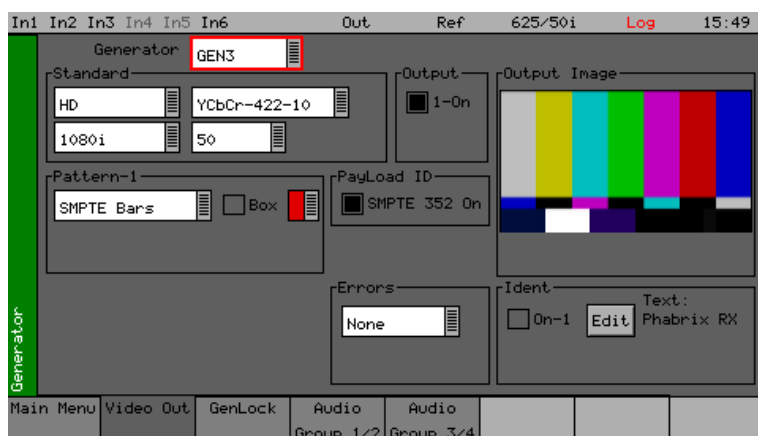 In1 In2 In3 In4 In5 In6 Out Ref 625/50i Log 15:49
Generator GEN3
Standard Output Output Image
HD YCbCr-422-10 1-On
1080i 50
Pattern-1 PayLoad ID
SMPTE Bars Box SMPTE 352 On
Errors Ident
None On-1 Edit Text:
Phabrix RX
Generator
Main Menu Video Out GenLock Audio Audio
Group 1/2 Group 3/4